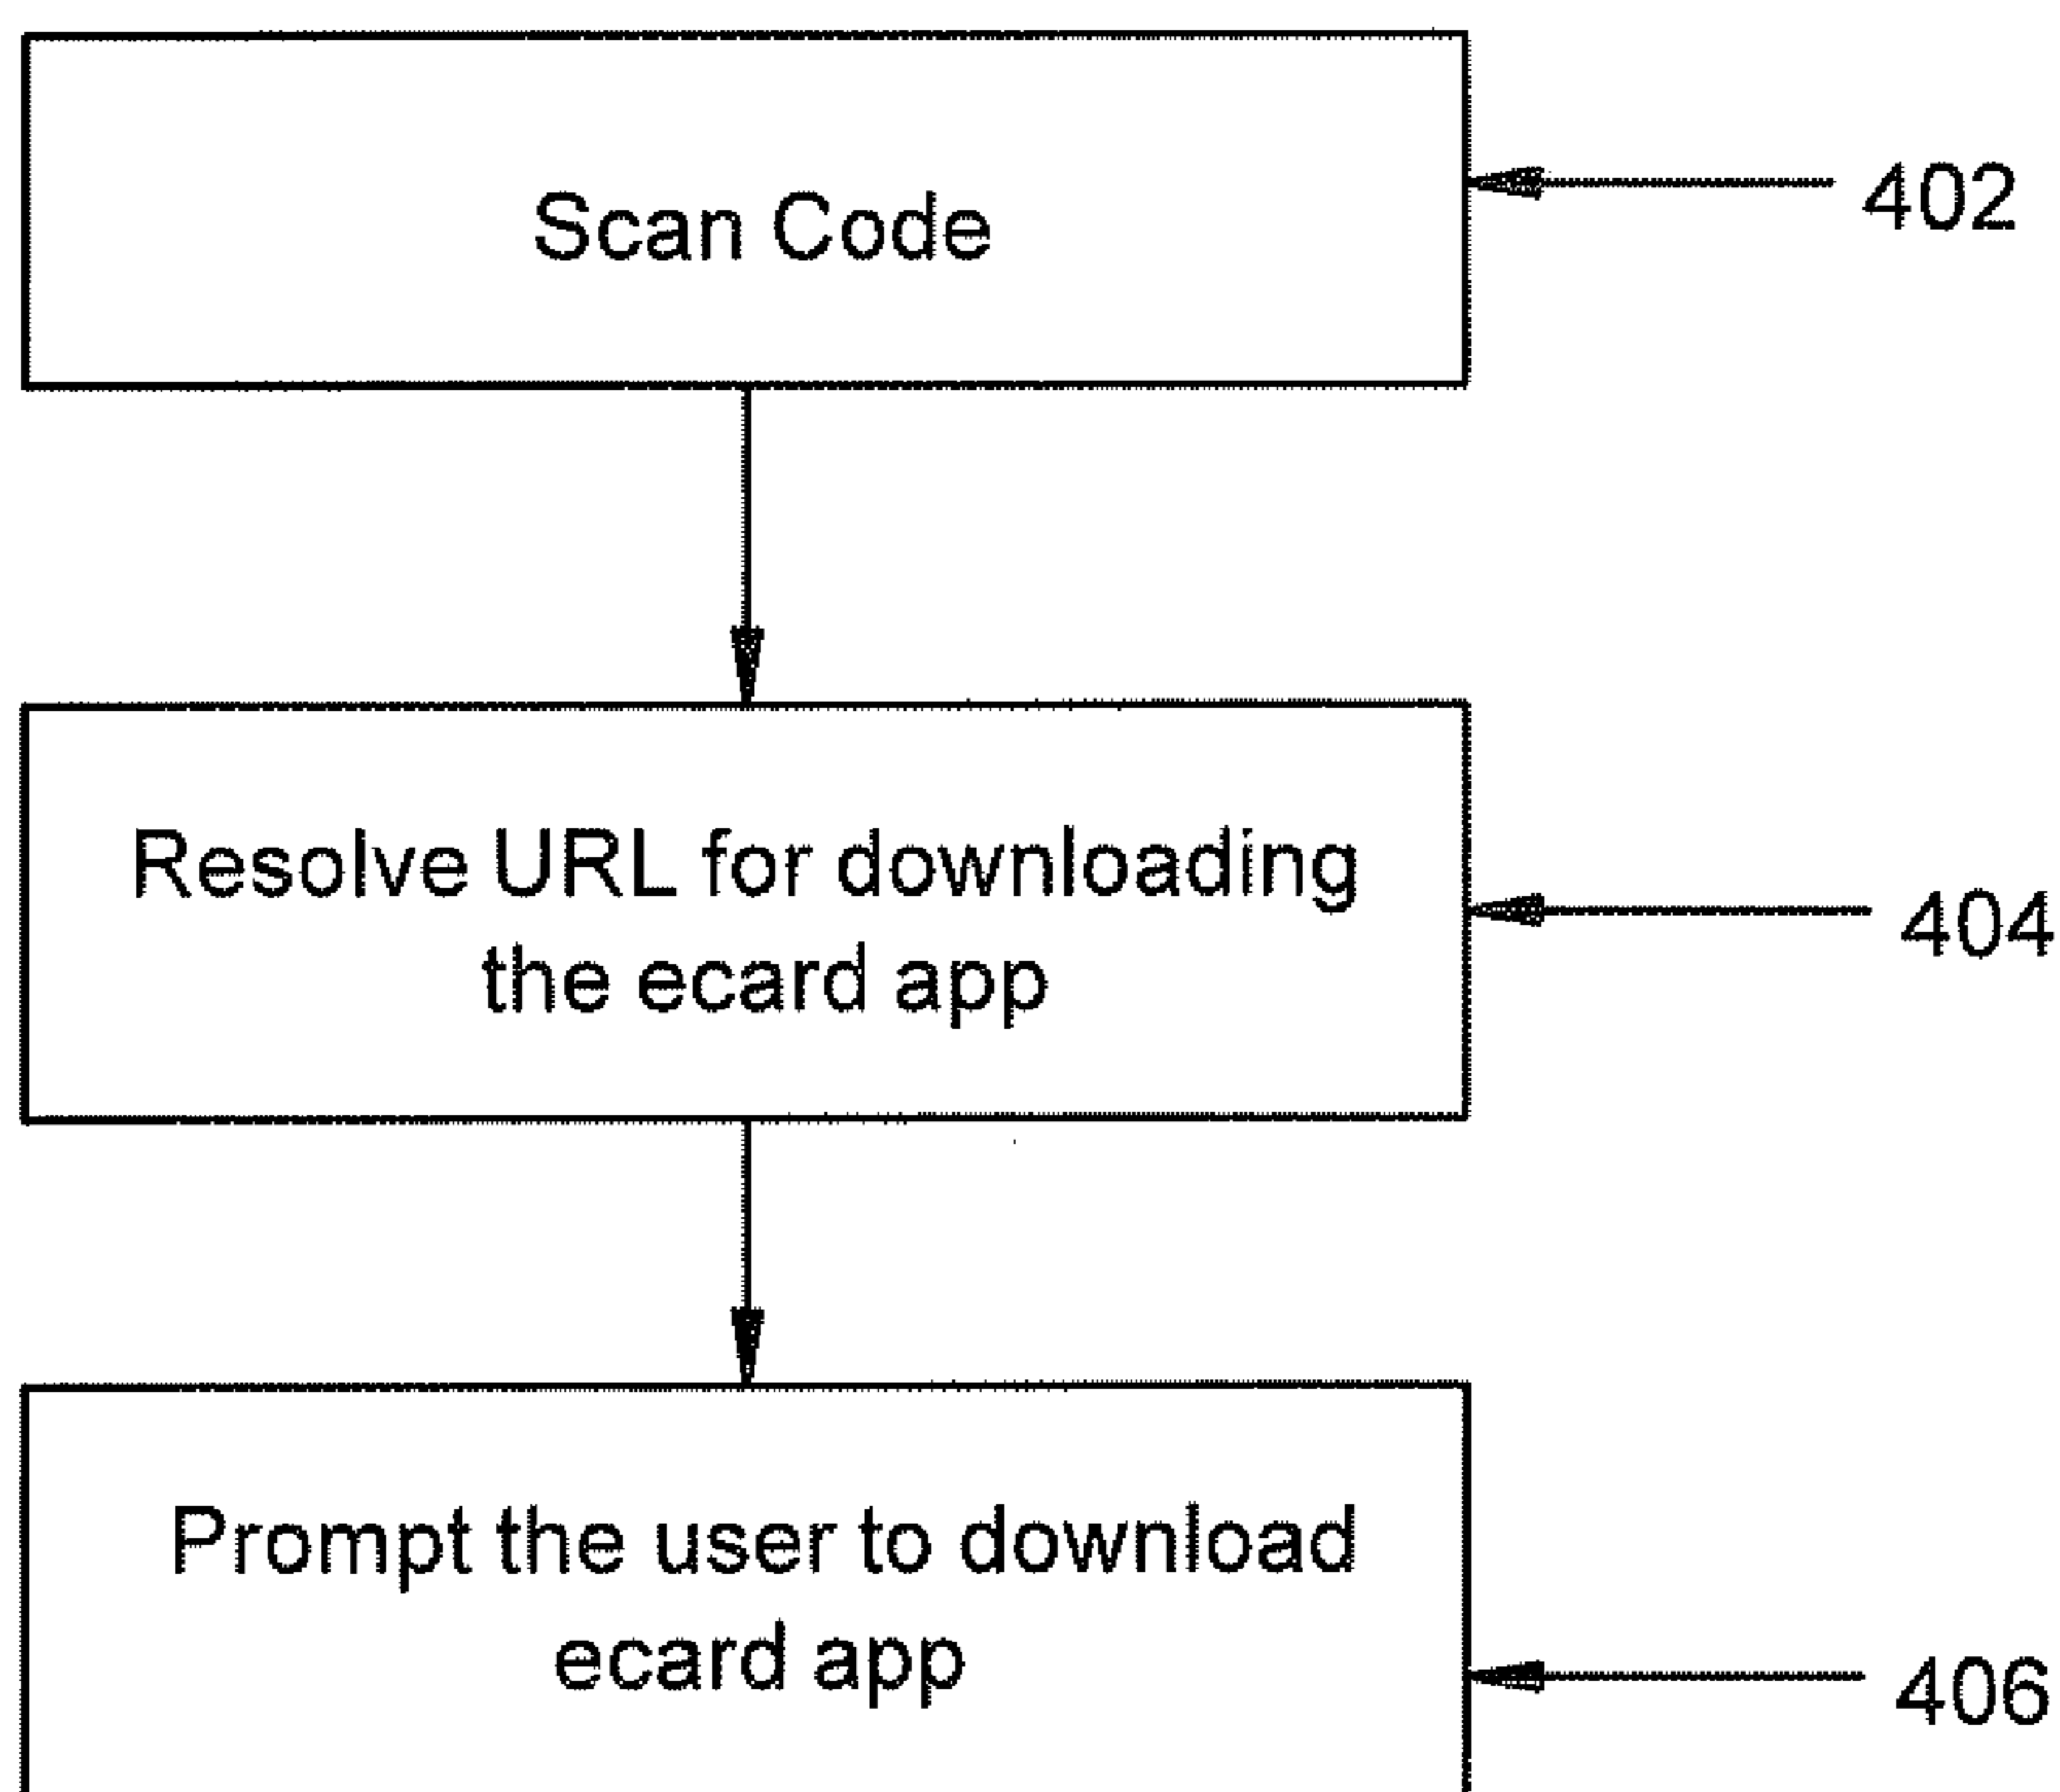 Scan Code
402
Resolve URL for downloading
the ecard app
404
Prompt the user to download
ecard app
406